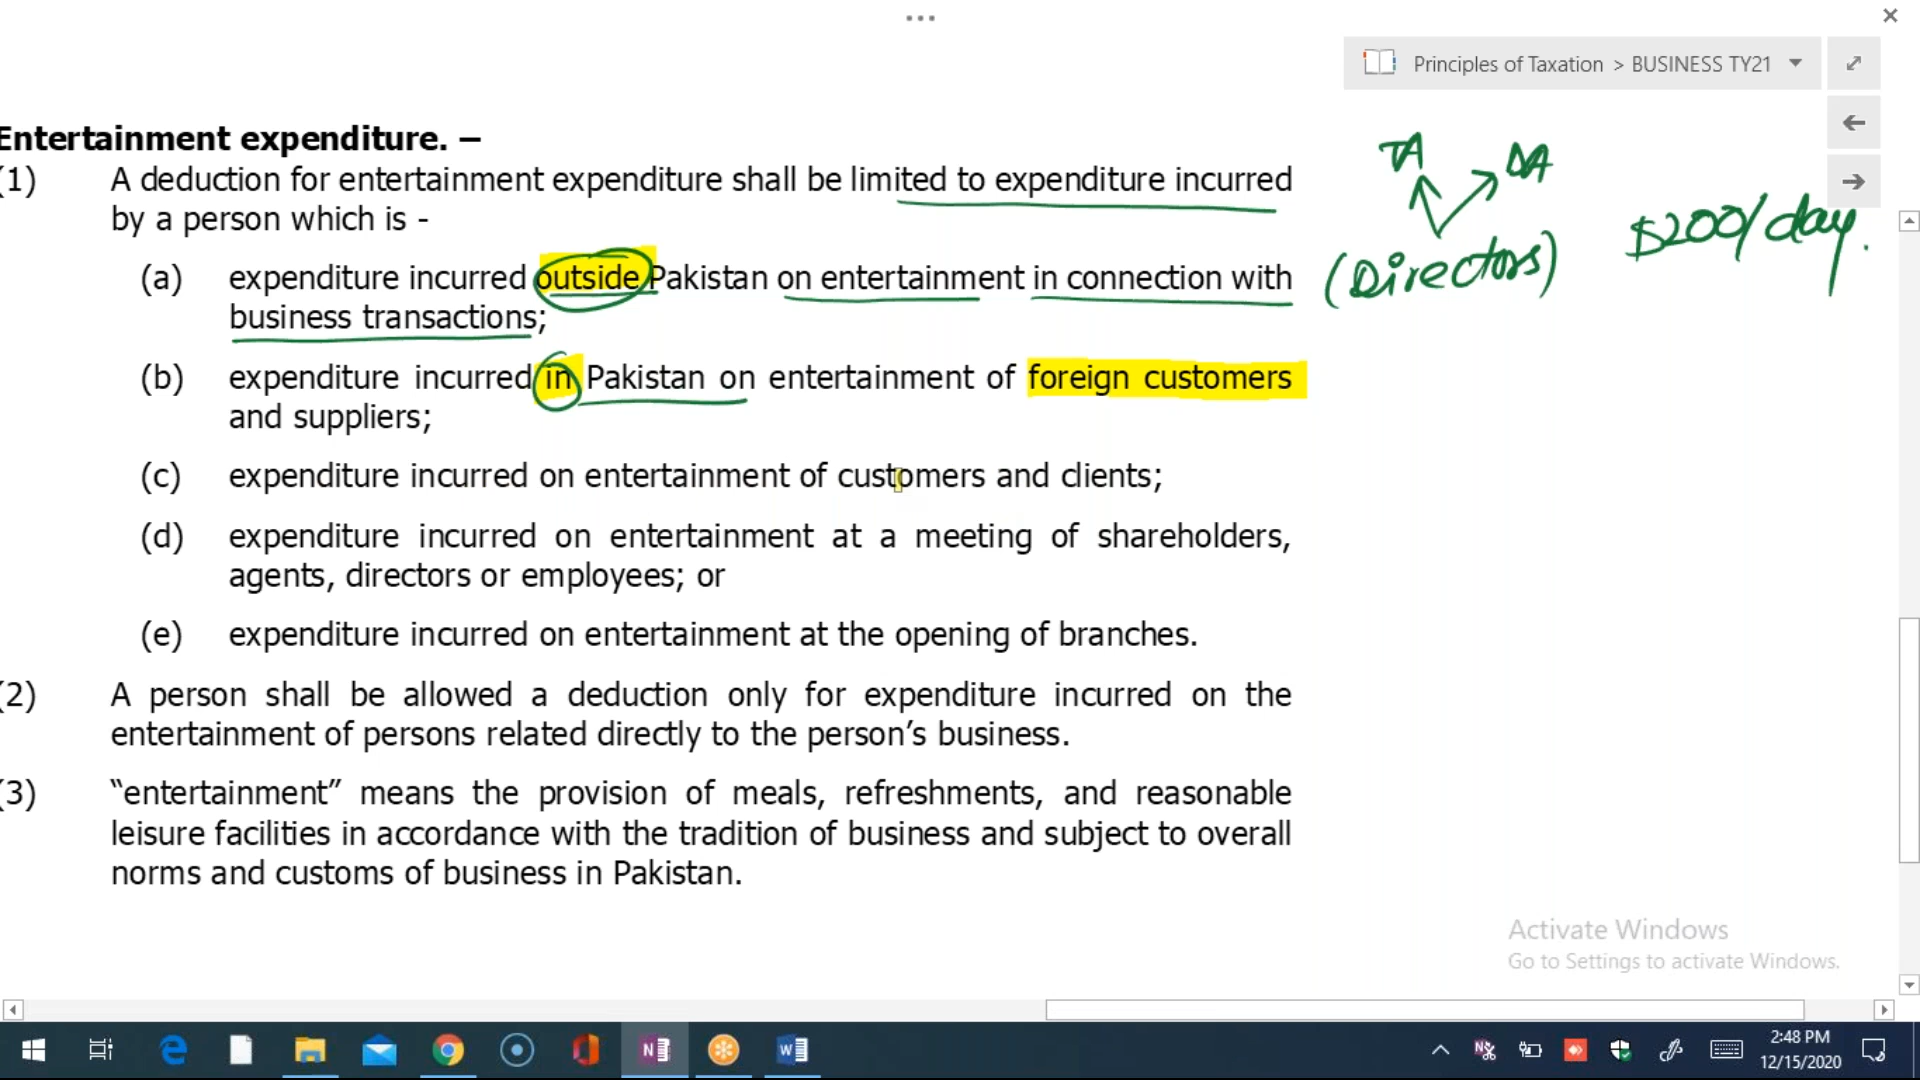 Principles of Taxation > BUSINESS TY21
Entertainment expenditure. –
(1) A deduction for entertainment expenditure shall be limited to expenditure incurred
by a person which is -
TA DA
(Directors)
$200/day.
(a) expenditure incurred outside Pakistan on entertainment in connection with
business transactions;
(b) expenditure incurred in Pakistan on entertainment of foreign customers
and suppliers;
(c) expenditure incurred on entertainment of customers and clients;
(d) expenditure incurred on entertainment at a meeting of shareholders,
agents, directors or employees; or
(e) expenditure incurred on entertainment at the opening of branches.
(2) A person shall be allowed a deduction only for expenditure incurred on the
entertainment of persons related directly to the person’s business.
(3) “entertainment” means the provision of meals, refreshments, and reasonable
leisure facilities in accordance with the tradition of business and subject to overall
norms and customs of business in Pakistan.
Activate Windows
Go to Settings to activate Windows.
2:48 PM
12/15/2020